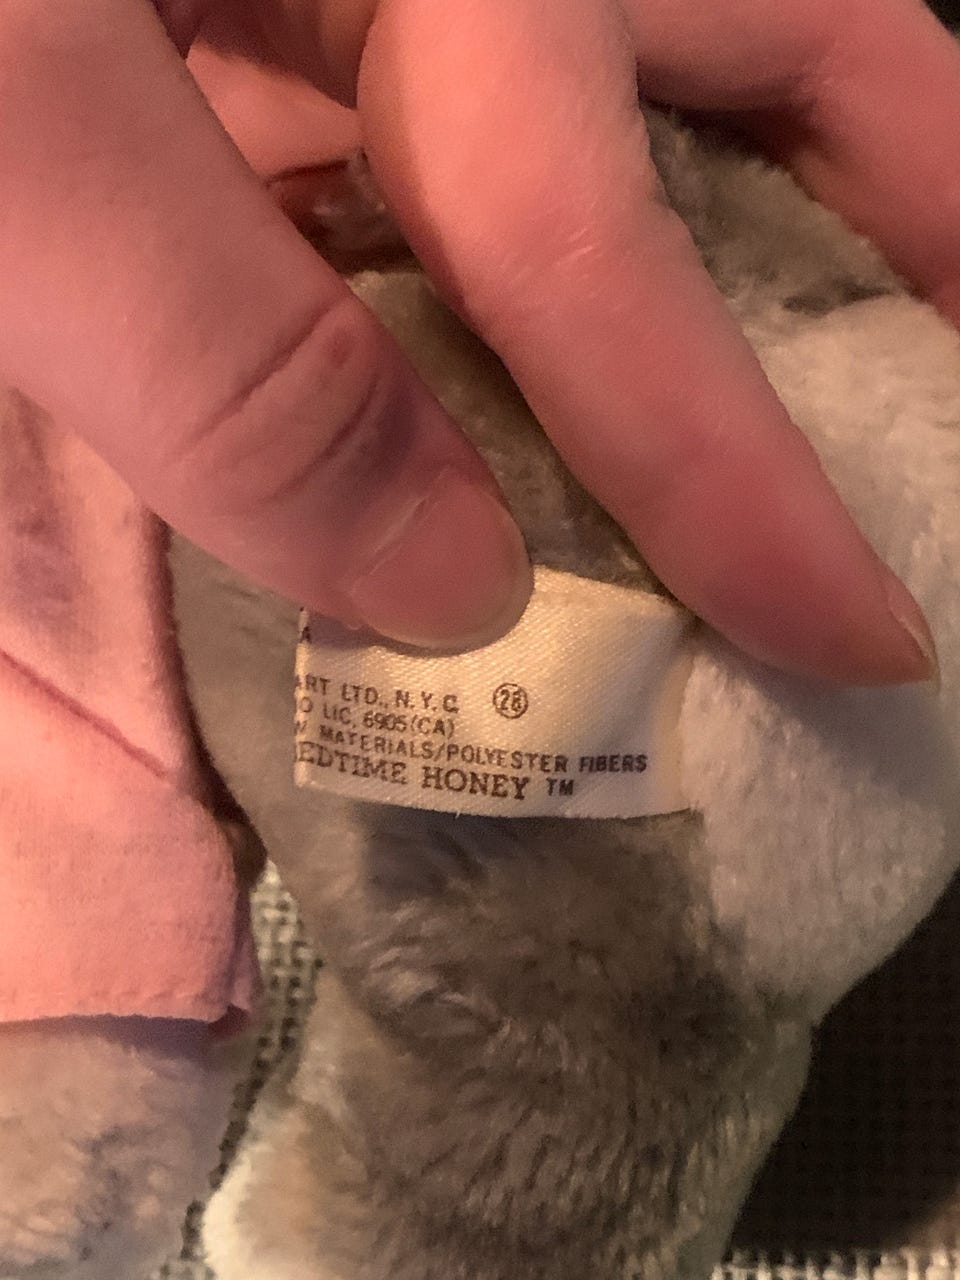 A
ART LTD., N.Y.C. 28
O LIC. 6905 (CA)
W MATERIALS/POLYESTER FIBERS
EDTIME HONEY TM